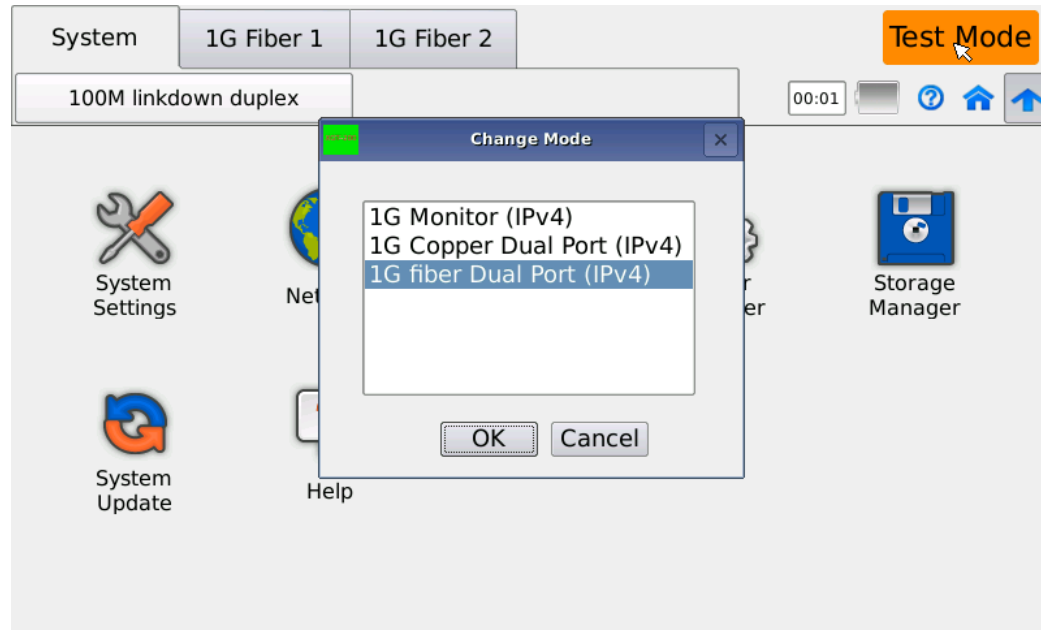 System
1G Fiber 1
1G Fiber 2
Test Mode
100M linkdown duplex
00:01
?
Change Mode
1G Monitor (IPv4)
1G Copper Dual Port (IPv4)
1G fiber Dual Port (IPv4)
OK
Cancel
System
Settings
Net
r
er
Storage
Manager
System
Update
Help